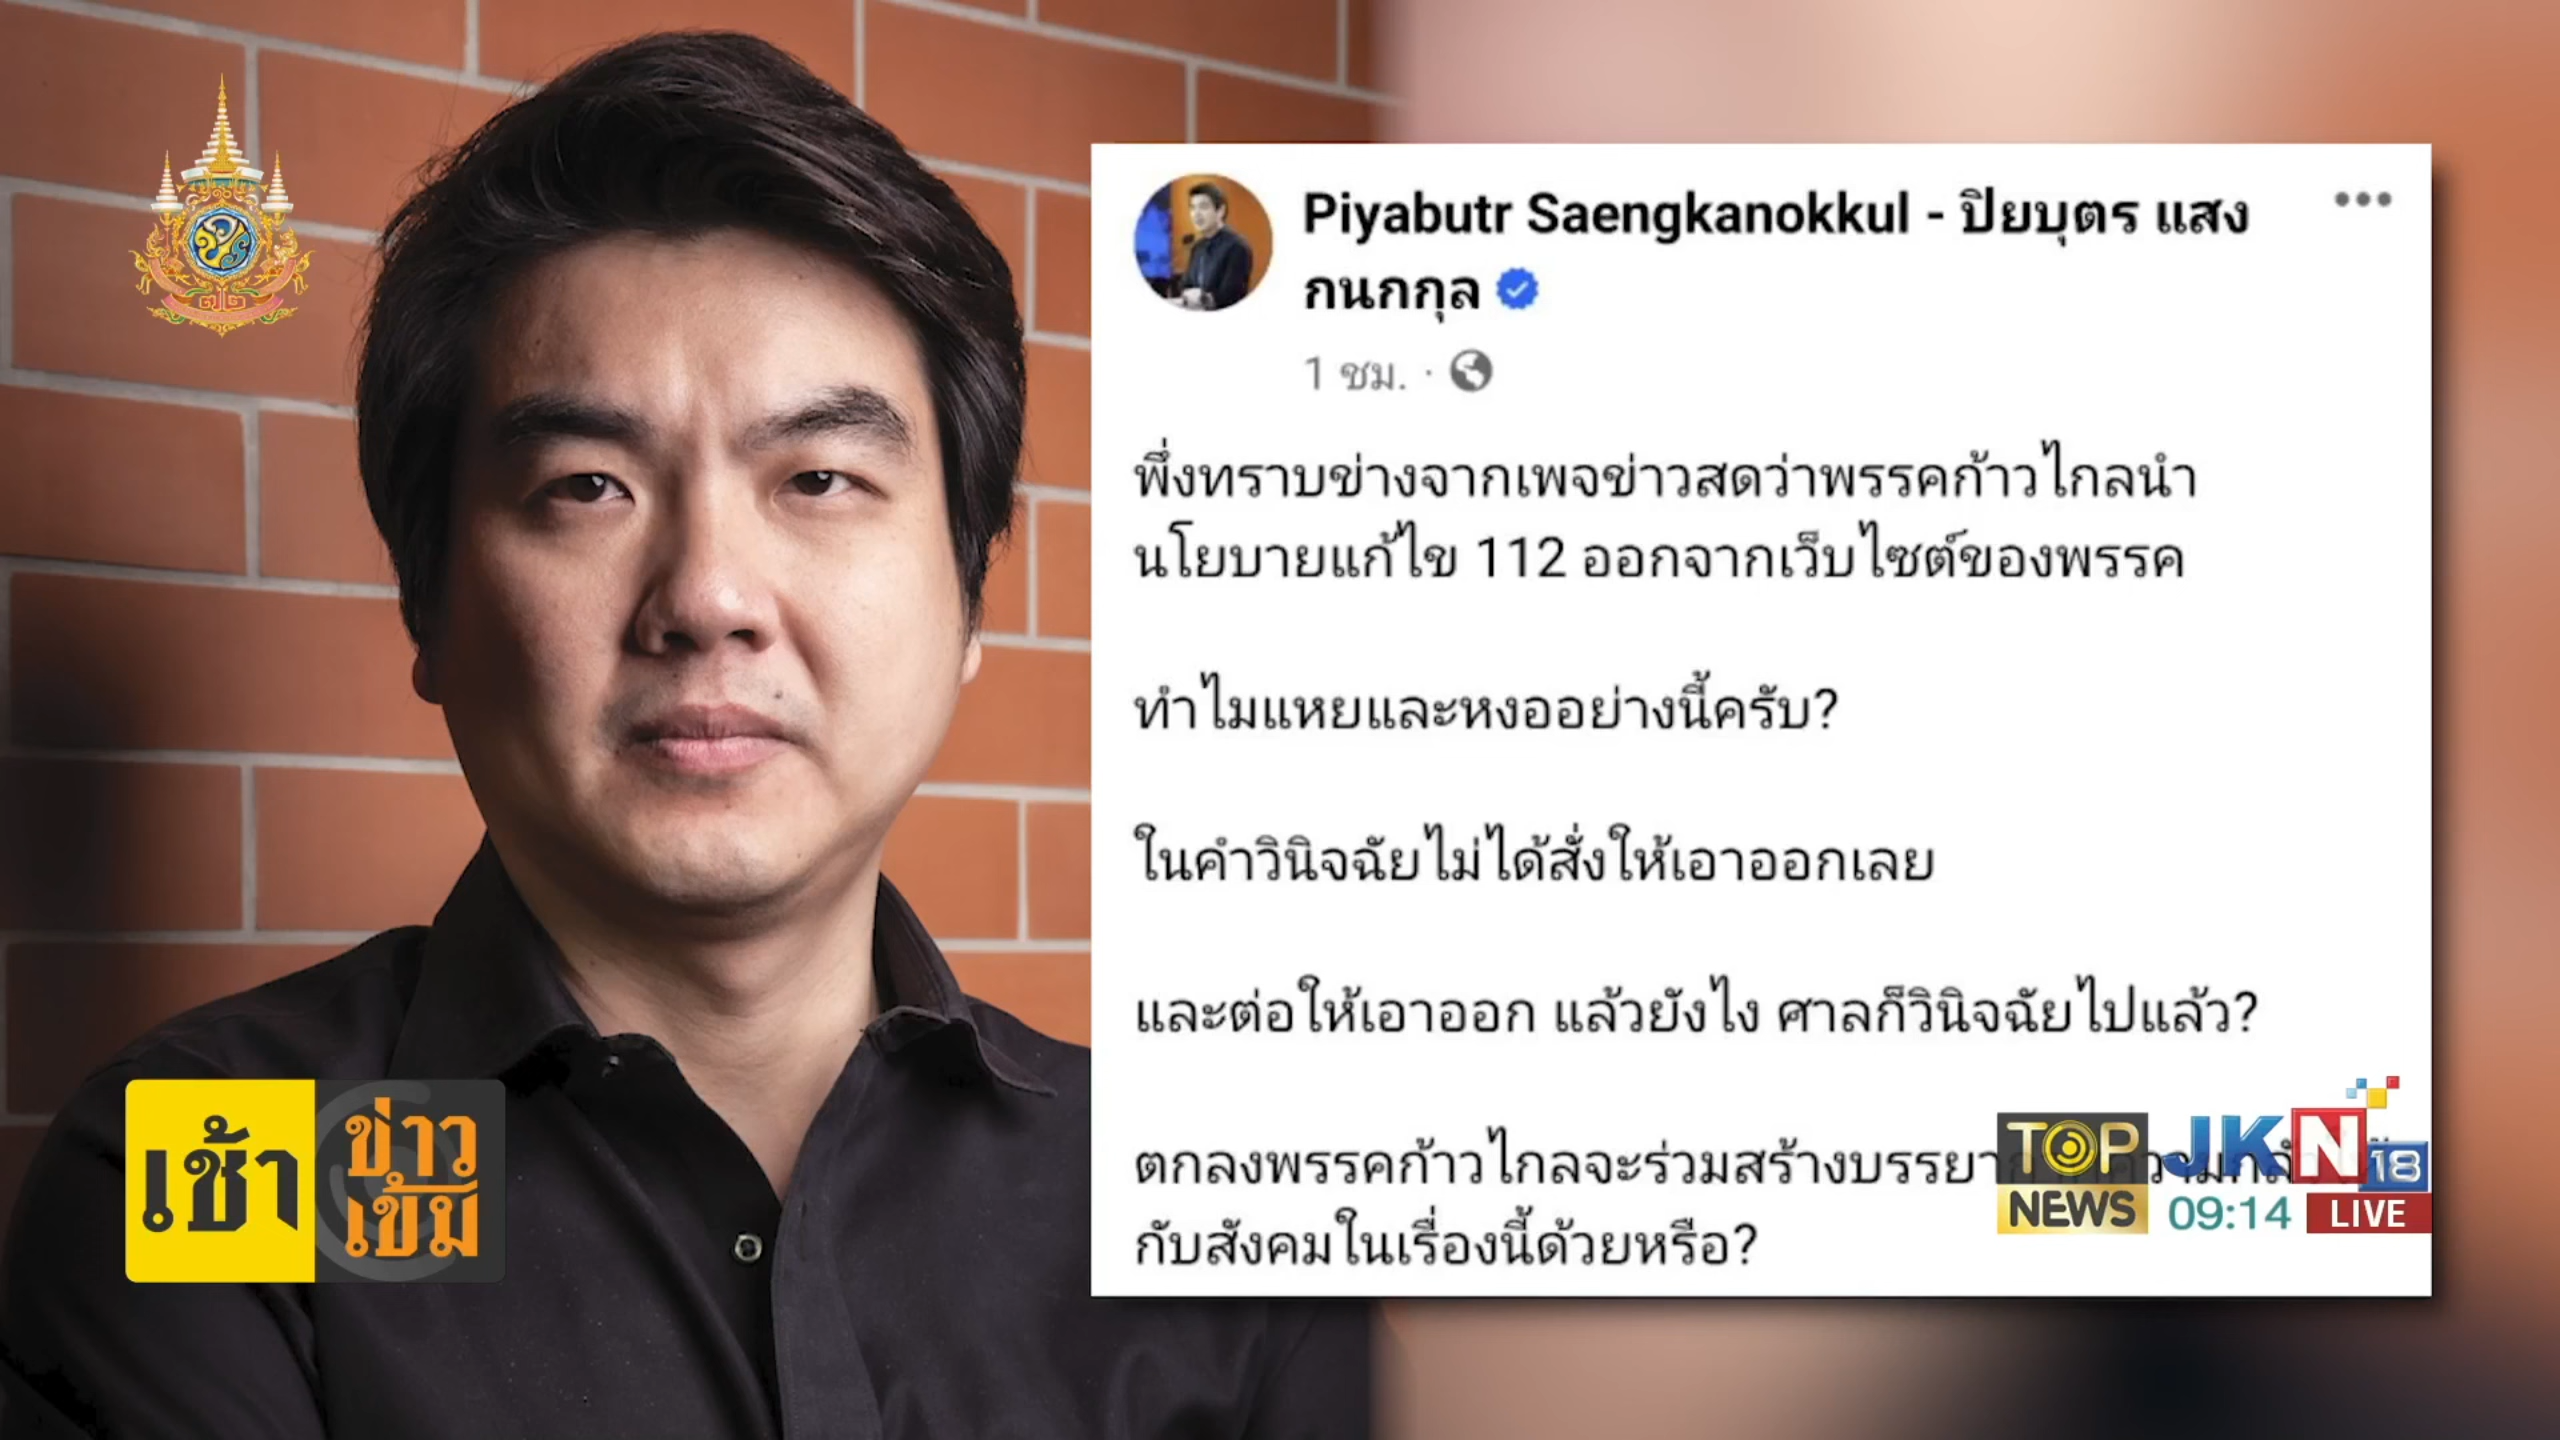 Piyabutr Saengkanokkul - ปิยบุตร แสง
กนกกุล
1 ชม. ·
พึ่งทราบข่างจากเพจข่าวสดว่าพรรคก้าวไกลนำ
นโยบายแก้ไข 112 ออกจากเว็บไซต์ของพรรค
ทำไมแหยและหงออย่างนี้ครับ?
ในคำวินิจฉัยไม่ได้สั่งให้เอาออกเลย
และต่อให้เอาออก แล้วยังไง ศาลก็วินิจฉัยไปแล้ว?
ตกลงพรรคก้าวไกลจะร่วมสร้างบรรยา
กับสังคมในเรื่องนี้ด้วยหรือ?
เช้า
ข่าว
เข้ม
TOP
NEWS
JKN 18
09:14
LIVE
๗๒